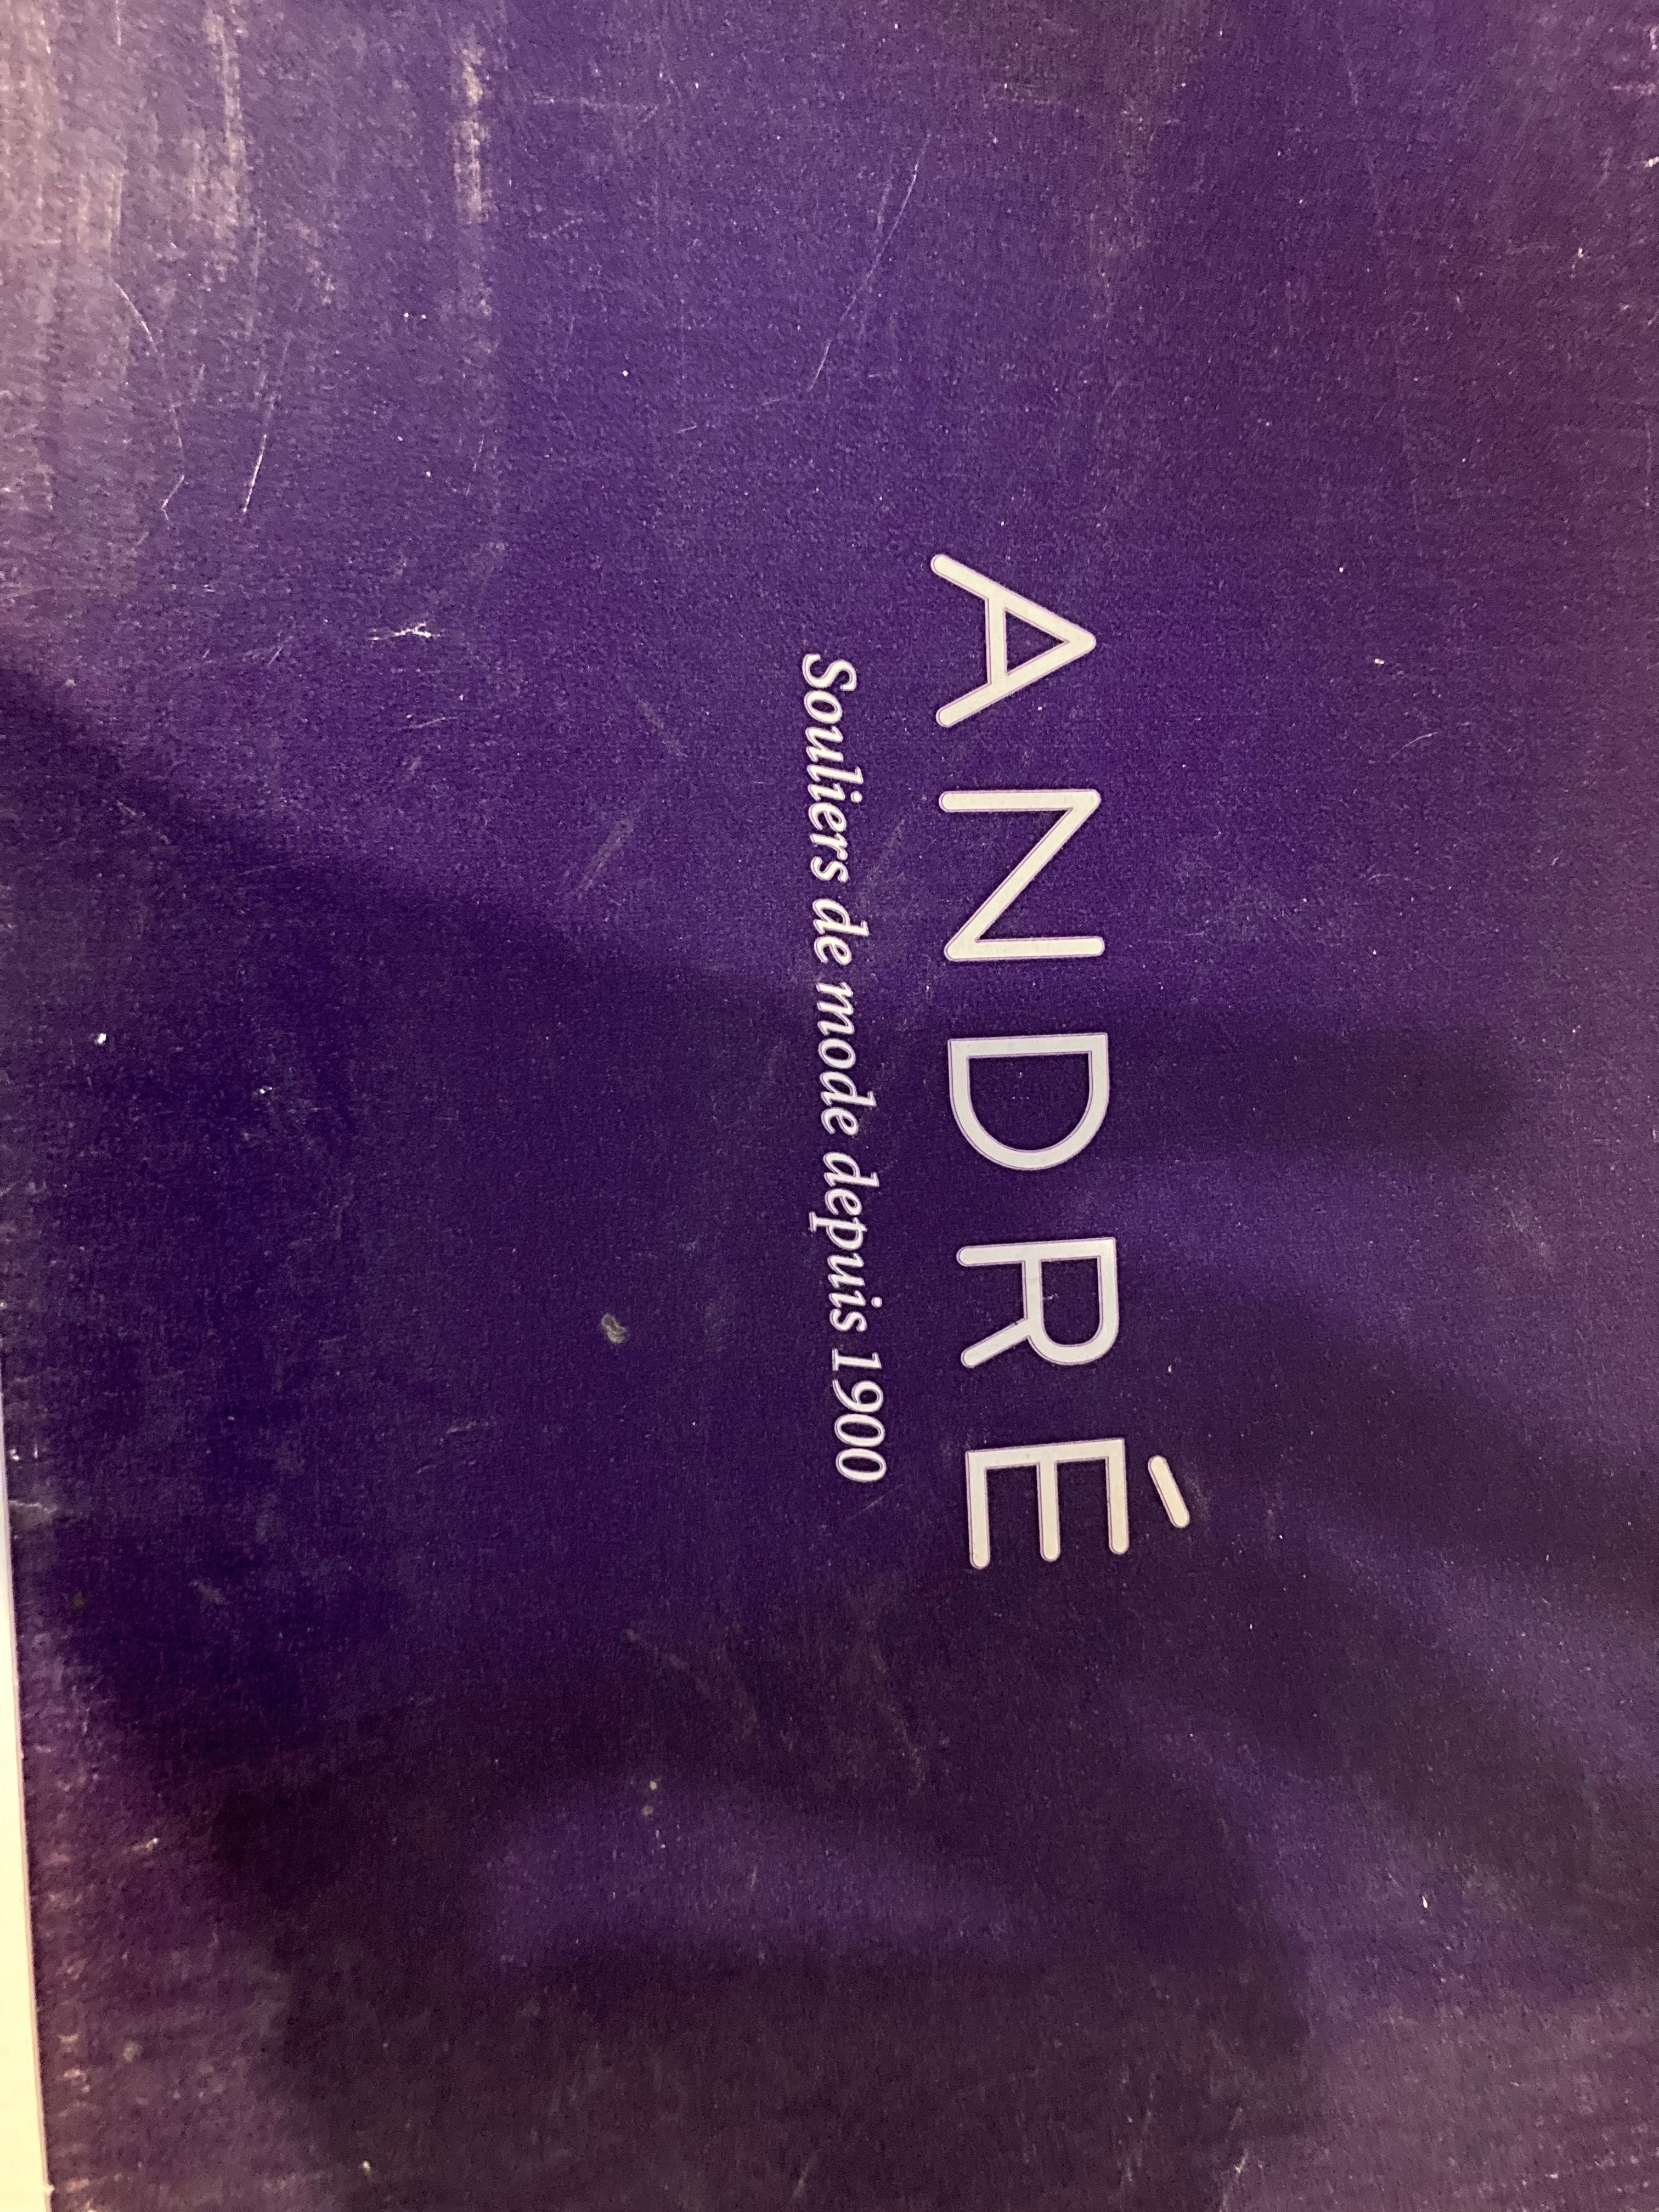 ANDRÉ
Souliers de mode depuis 1900